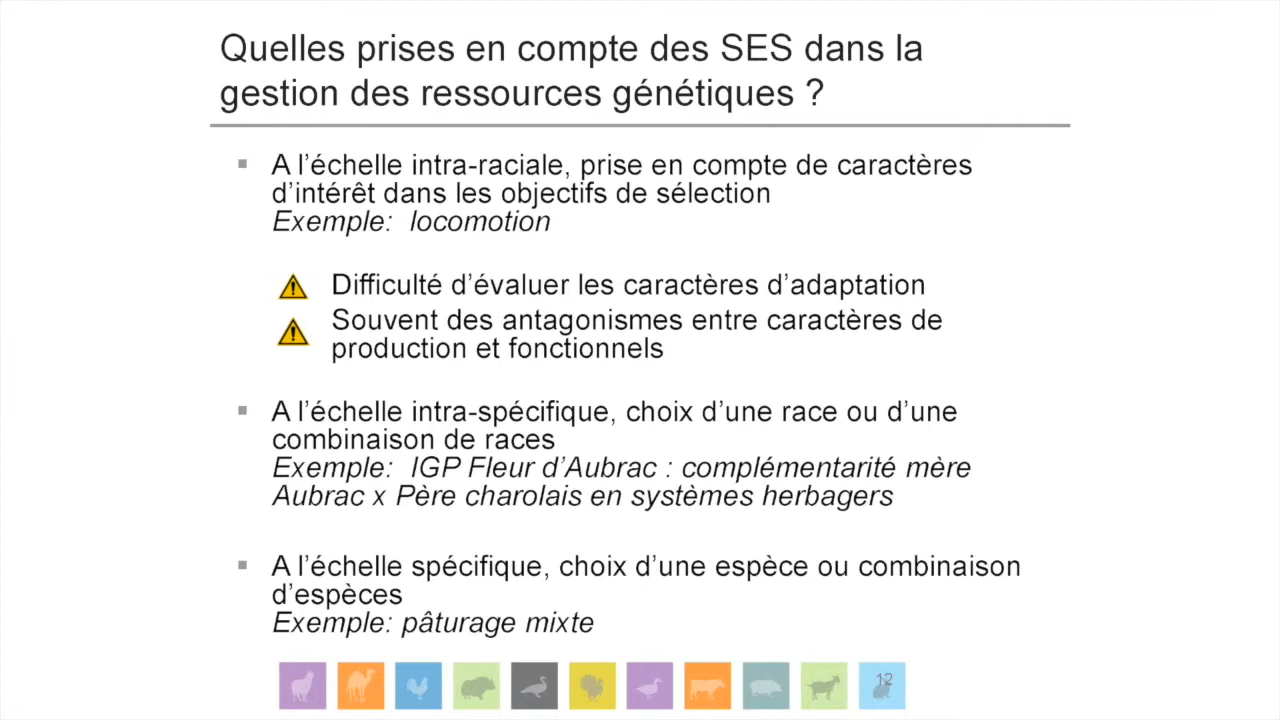 Quelles prises en compte des SES dans la
gestion des ressources génétiques ?
A l’échelle intra-raciale, prise en compte de caractères
d’intérêt dans les objectifs de sélection
Exemple: locomotion
Difficulté d’évaluer les caractères d’adaptation
Souvent des antagonismes entre caractères de
production et fonctionnels
A l’échelle intra-spécifique, choix d’une race ou d’une
combinaison de races
Exemple: IGP Fleur d’Aubrac : complémentarité mère
Aubrac x Père charolais en systèmes herbagers
A l’échelle spécifique, choix d’une espèce ou combinaison
d’espèces
Exemple: pâturage mixte
12